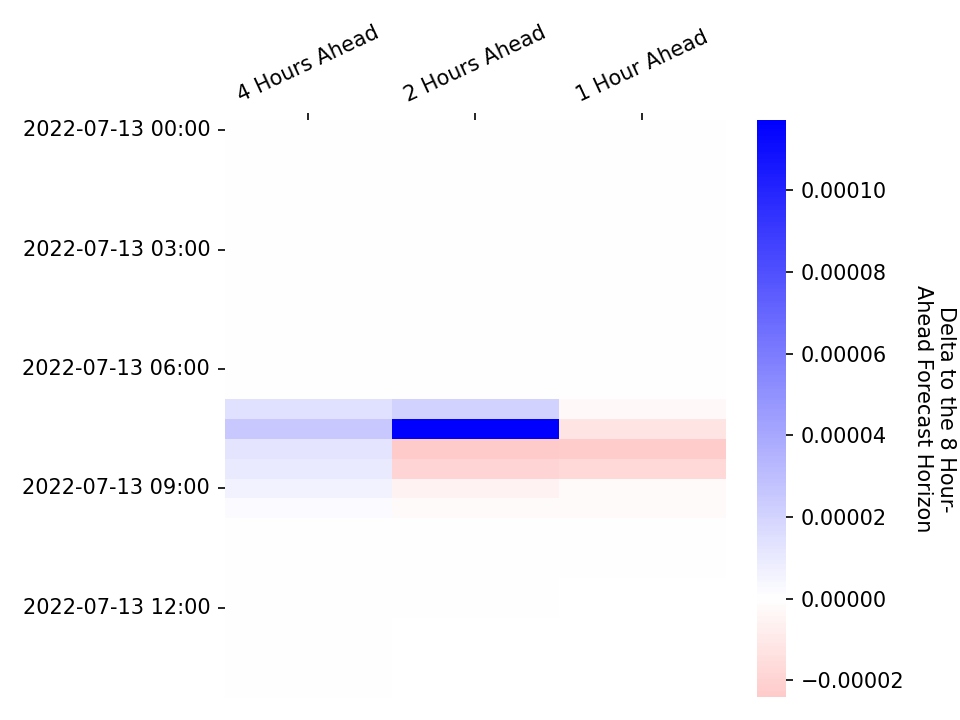 4 Hours Ahead
2 Hours Ahead
1 Hour Ahead
2022-07-13 00:00
2022-07-13 03:00
2022-07-13 06:00
2022-07-13 09:00
2022-07-13 12:00
0.00010
0.00008
0.00006
0.00004
0.00002
0.00000
−0.00002
Delta to the 8 Hour-
Ahead Forecast Horizon